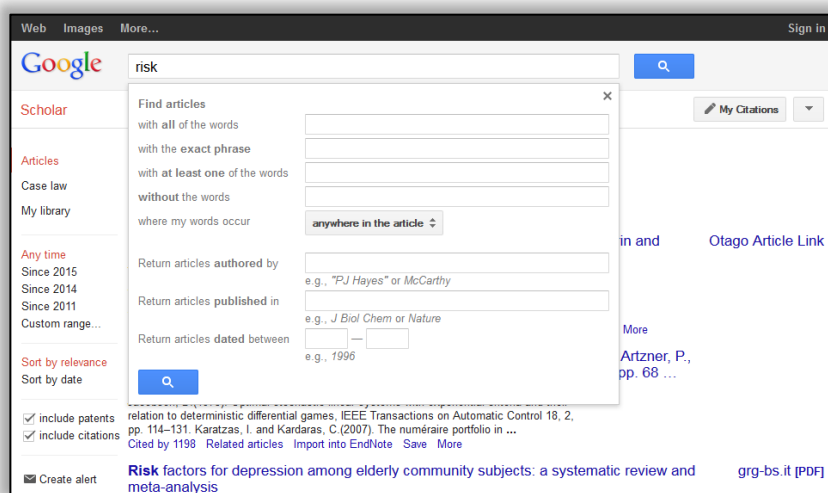 Web Images More... Sign in
Google
risk
Scholar
My Citations
Find articles
with all of the words
with the exact phrase
with at least one of the words
without the words
where my words occur anywhere in the article
Return articles authored by
e.g., "PJ Hayes" or McCarthy
Return articles published in
e.g., J Biol Chem or Nature
Return articles dated between —
e.g., 1996
Articles
Case law
My library
Any time
Since 2015
Since 2014
Since 2011
Custom range...
Sort by relevance
Sort by date
include patents
include citations
Create alert
in and Otago Article Link
More
Artzner, P.,
pp. 68 ...
relation to deterministic differential games, IEEE Transactions on Automatic Control 18, 2,
pp. 114–131. Karatzas, I. and Kardaras, C.(2007). The numéraire portfolio in ...
Cited by 1198 Related articles Import into EndNote Save More
Risk factors for depression among elderly community subjects: a systematic review and grg-bs.it [PDF]
meta-analysis